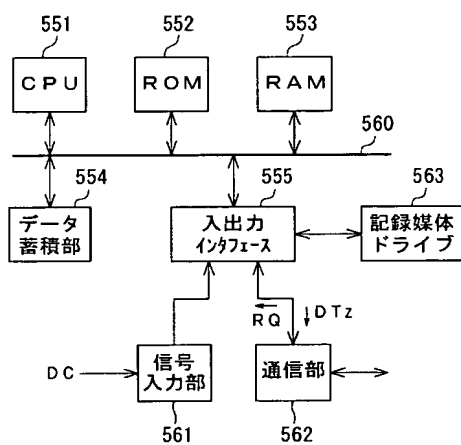 551
552
553
CPU
ROM
RAM
560
554
555
563
データ
蓄積部
入出力
インタフェース
記録媒体
ドライブ
RQ
DTz
DC
信号
入力部
通信部
561
562